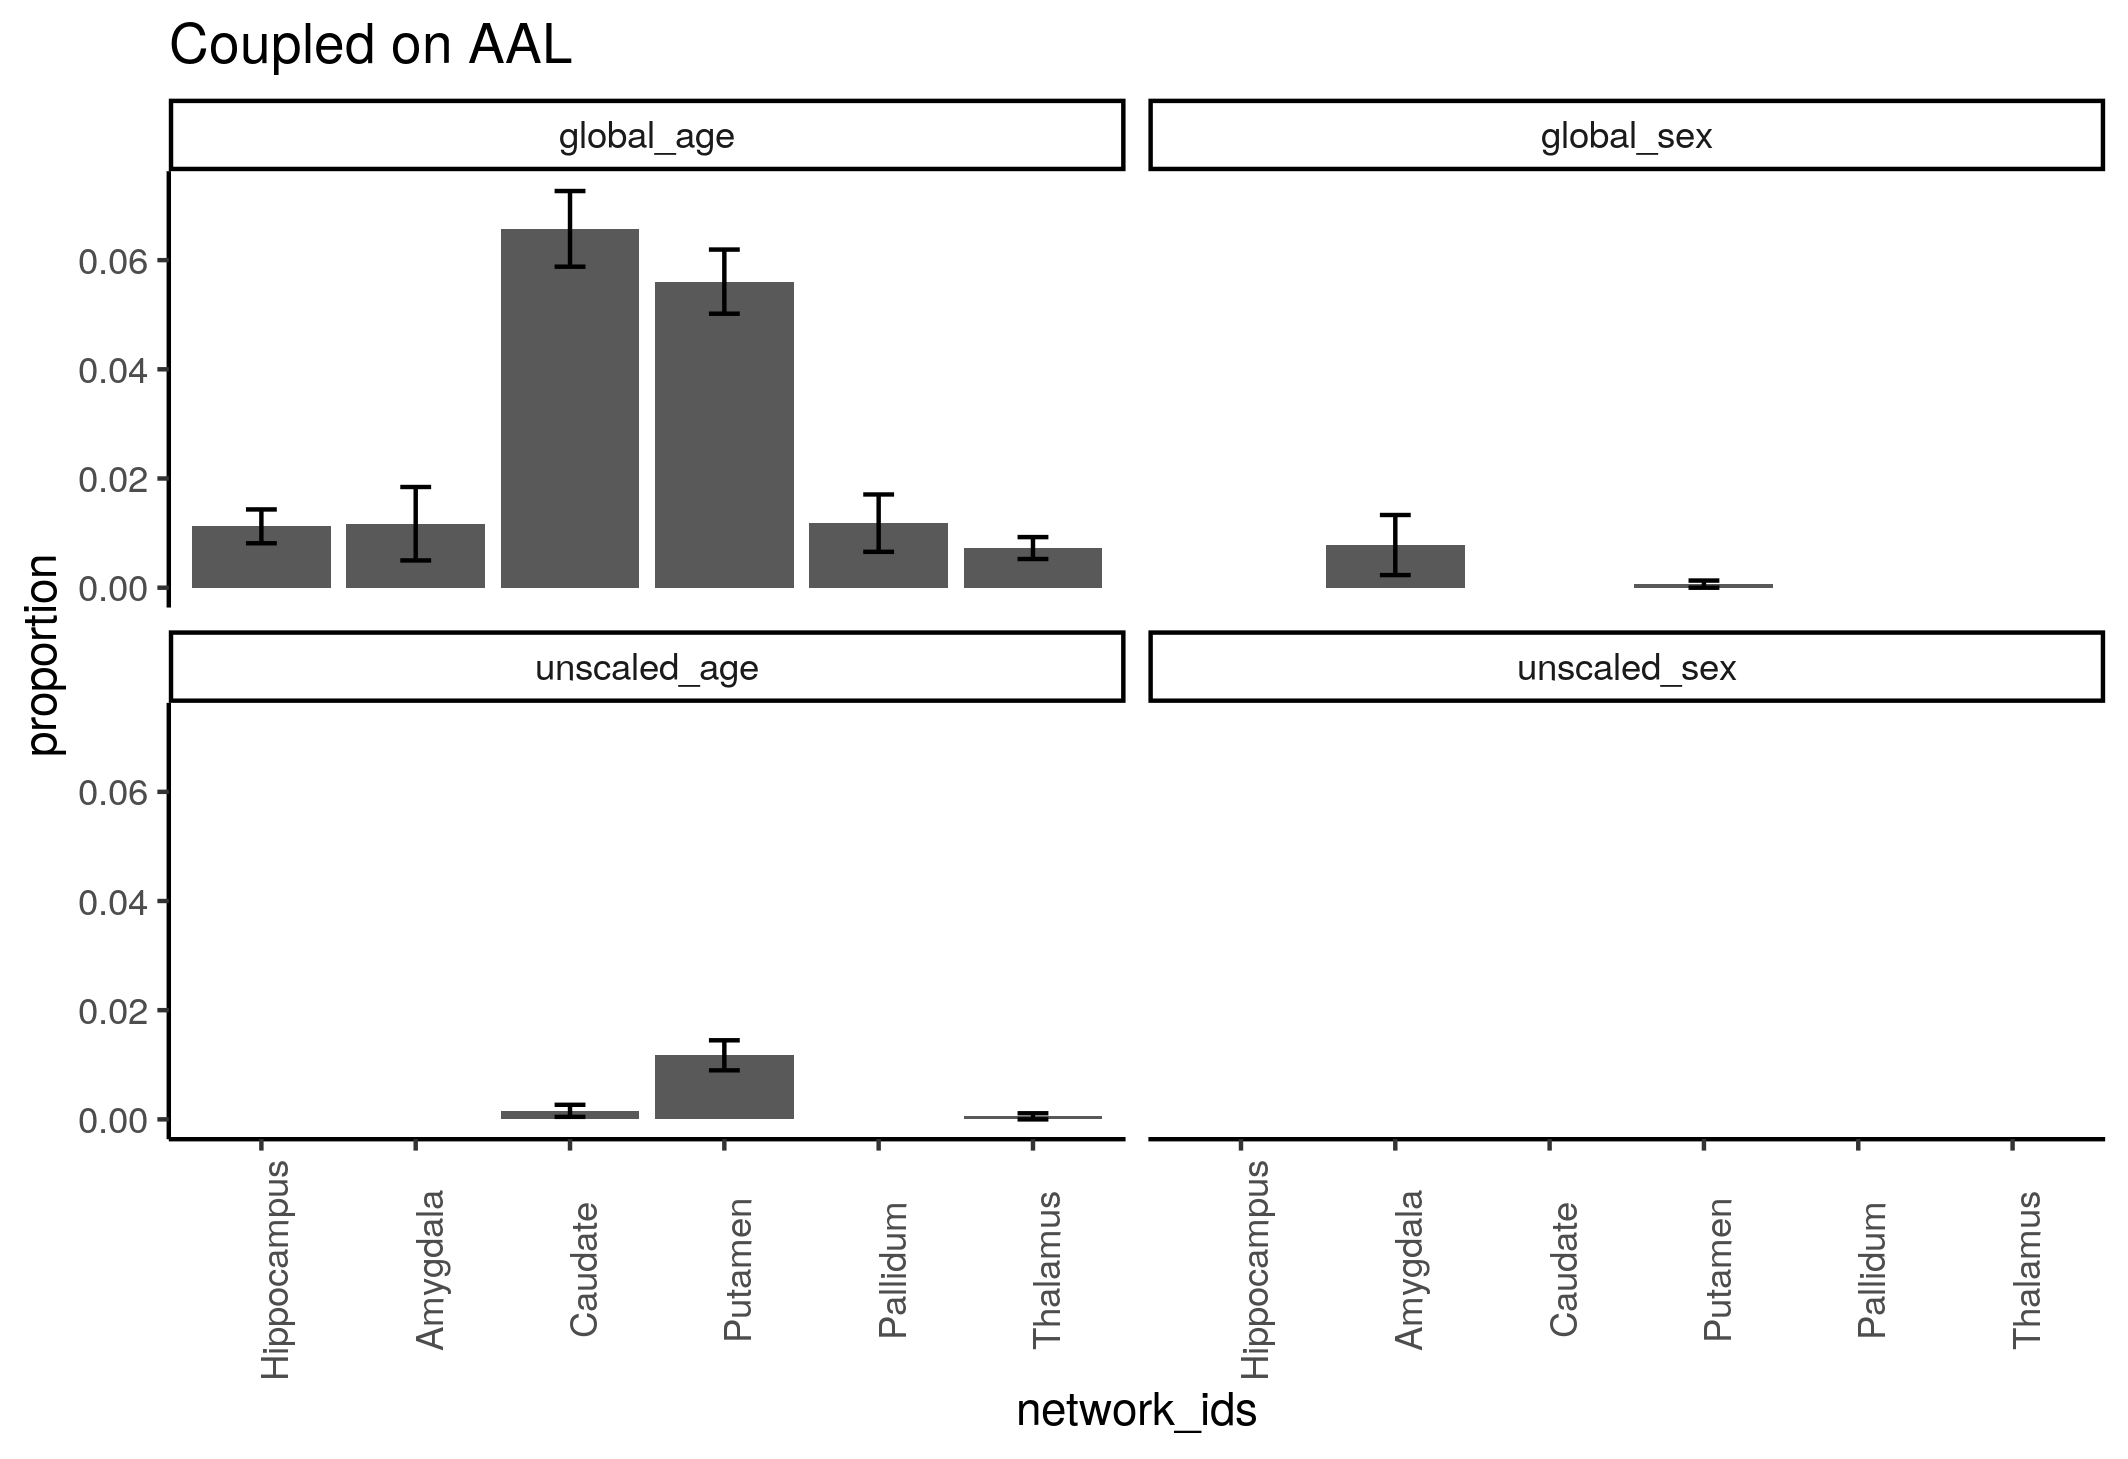 Coupled on AAL
global_age
global_sex
proportion
0.06
0.04
0.02
0.00
unscaled_age
unscaled_sex
0.06
0.04
0.02
0.00
Hippocampus
Amygdala
Caudate
Putamen
Pallidum
Thalamus
Hippocampus
Amygdala
Caudate
Putamen
Pallidum
Thalamus
network_ids